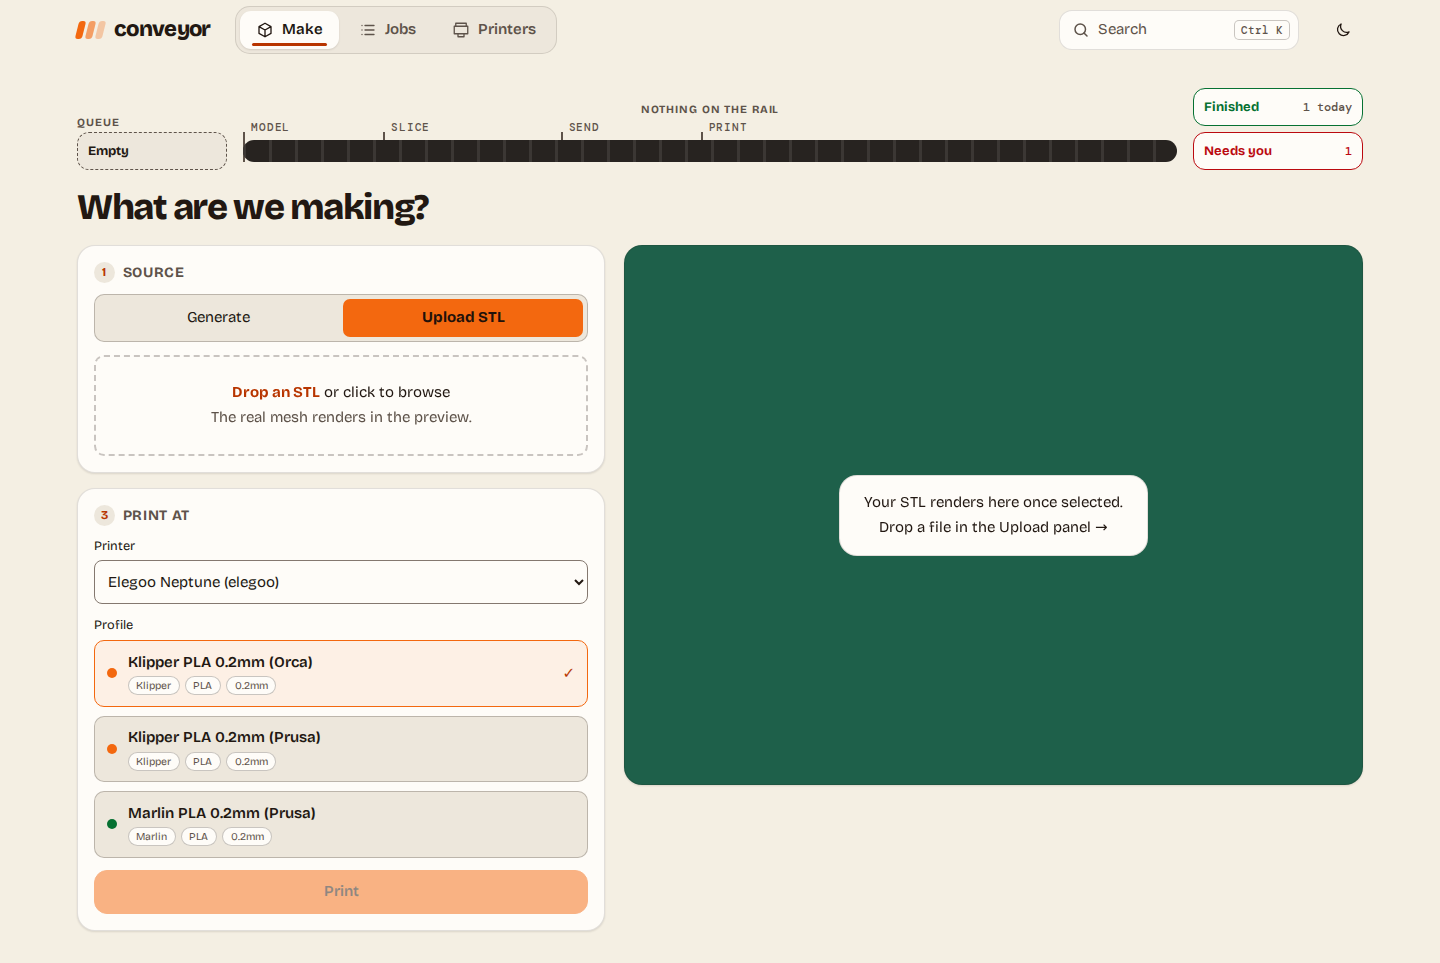 conveyor
Make
Jobs
Printers
Search
Ctrl K
QUEUE
Empty
NOTHING ON THE RAIL
MODEL
SLICE
SEND
PRINT
Finished 1 today
Needs you 1
What are we making?
1 SOURCE
Generate
Upload STL
Drop an STL or click to browse
The real mesh renders in the preview.
3 PRINT AT
Printer
Elegoo Neptune (elegoo)
Profile
Klipper PLA 0.2mm (Orca) ✓
Klipper PLA 0.2mm
Klipper PLA 0.2mm (Prusa)
Klipper PLA 0.2mm
Marlin PLA 0.2mm (Prusa)
Marlin PLA 0.2mm
Print
Your STL renders here once selected.
Drop a file in the Upload panel →